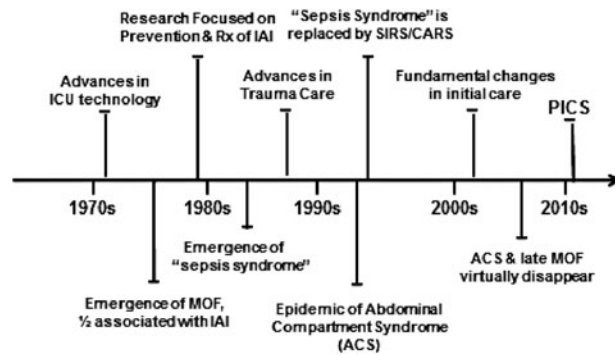 Research Focused on
Prevention & Rx of IAI
“Sepsis Syndrome” is
replaced by SIRS/CARS
Advances in
ICU technology
Advances in
Trauma Care
Fundamental changes
in initial care
PICS
1970s
1980s
1990s
2000s
2010s
Emergence of
“sepsis syndrome”
ACS & late MOF
virtually disappear
Emergence of MOF,
½ associated with IAI
Epidemic of Abdominal
Compartment Syndrome
(ACS)